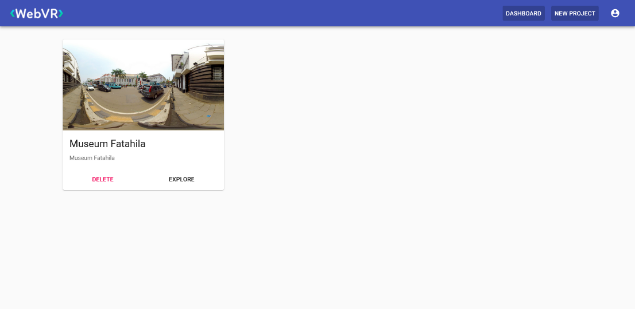 WebVR DASHBOARD NEW PROJECT
Museum Fatahila
Museum Fatahila
DELETE EXPLORE